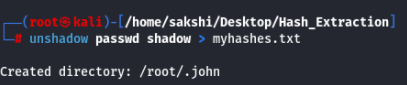 ┌──(root㉿kali)-[/home/sakshi/Desktop/Hash_Extraction]
└─# unshadow passwd shadow > myhashes.txt
Created directory: /root/.john